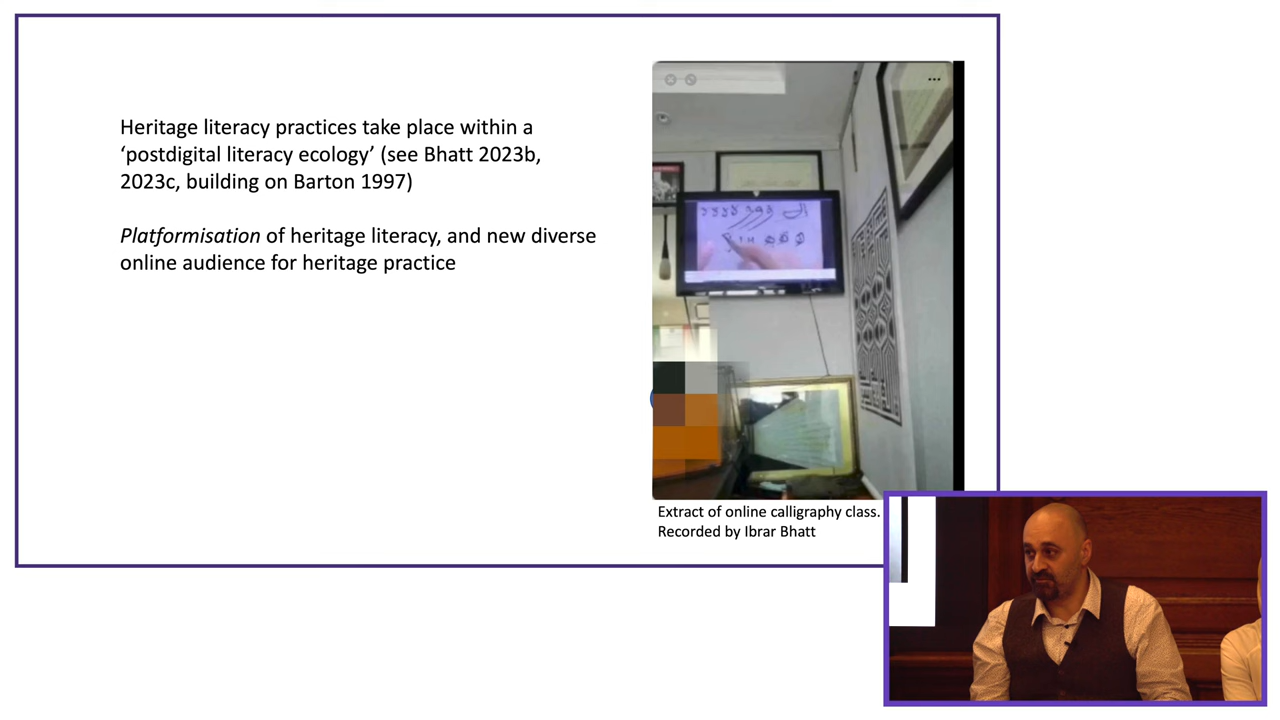 Heritage literacy practices take place within a
‘postdigital literacy ecology’ (see Bhatt 2023b,
2023c, building on Barton 1997)
Platformisation of heritage literacy, and new diverse
online audience for heritage practice
Extract of online calligraphy class.
Recorded by Ibrar Bhatt